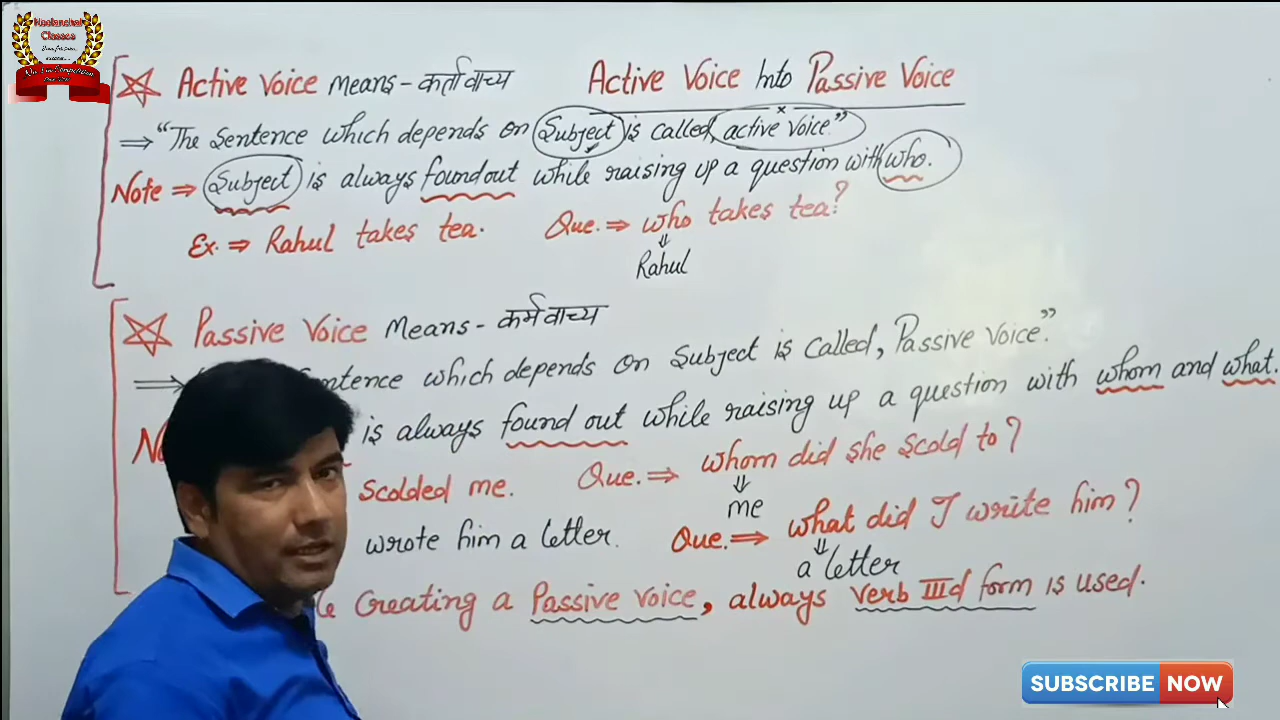 Neelanchal
Classes
Active Voice Means - कर्तावाच्य
Active Voice Into Passive Voice
⇒ "The Sentence which depends on Subject is called, active voice"
Note ⇒ Subject is always found out while raising up a question with who.
Ex. ⇒ Rahul takes tea. Que. ⇒ who takes tea?
⇓
Rahul
Passive Voice Means - कर्मवाच्य
⇒ ntence which depends on Subject is called, Passive Voice."
is always found out while raising up a question with whom and what.
scolded me. Que. ⇒ whom did she scold to?
⇓
me
wrote him a letter. Que. ⇒ what did I write him?
⇓
a letter
Creating a Passive voice, always verb IIId form is used.
SUBSCRIBE NOW